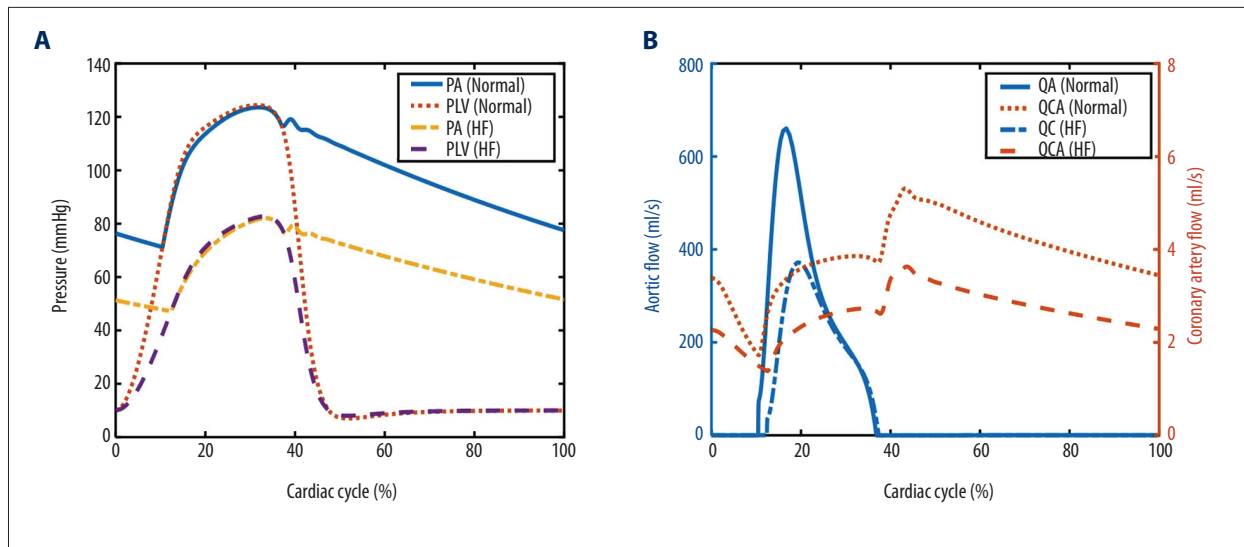 A
140
120
100
80
60
40
20
10
0
Pressure (mmHg)
0 20 40 60 80 100
Cardiac cycle (%)
PA (Normal)
PLV (Normal)
PA (HF)
PLV (HF)
B
800
600
400
200
0
Aortic flow (ml/s)
0 20 40 60 80 100
Cardiac cycle (%)
QA (Normal)
QCA (Normal)
QC (HF)
QCA (HF)
8
6
4
2
0
Coronary artery flow (ml/s)